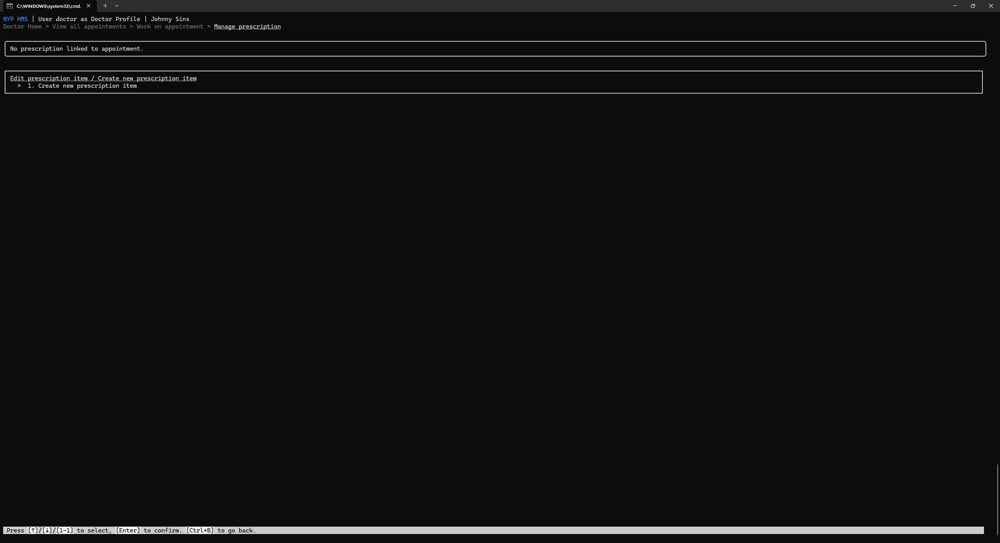 C:\WINDOWS\system32\cmd.
NYP HMS | User doctor as Doctor Profile | Johnny Sins
Doctor Home > View all appointments > Work on appointment > Manage prescription
No prescription linked to appointment.
Edit prescription item / Create new prescription item
> 1. Create new prescription item
Press [↑]/[↓]/[1-1] to select, [Enter] to confirm. [Ctrl+B] to go back.